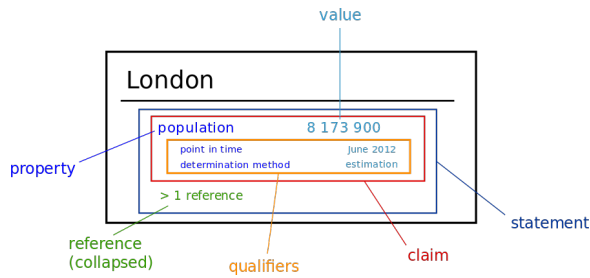 value
London
population 8 173 900
point in time June 2012
determination method estimation
property
> 1 reference
statement
reference
(collapsed)
claim
qualifiers